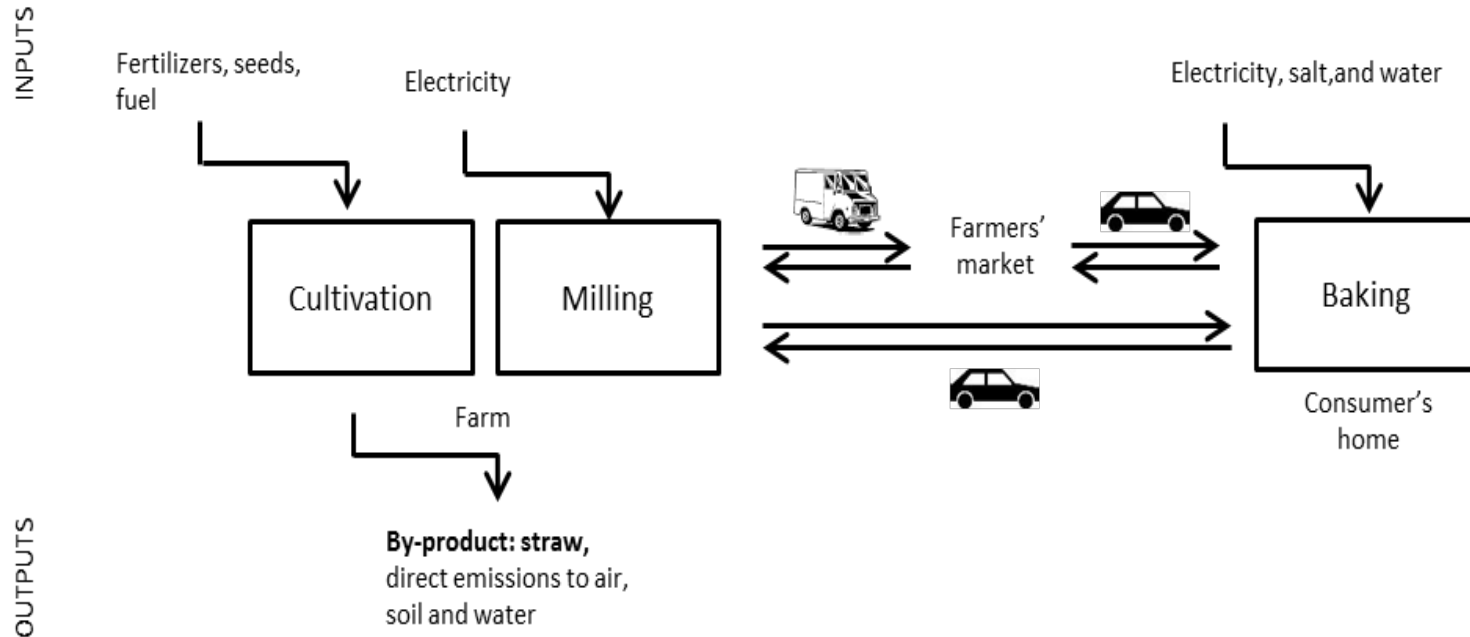 INPUTS
Fertilizers, seeds,
fuel
Electricity
Electricity, salt,and water
Cultivation
Milling
Farmers’
market
Baking
Farm
Consumer’s
home
OUTPUTS
By-product: straw,
direct emissions to air,
soil and water